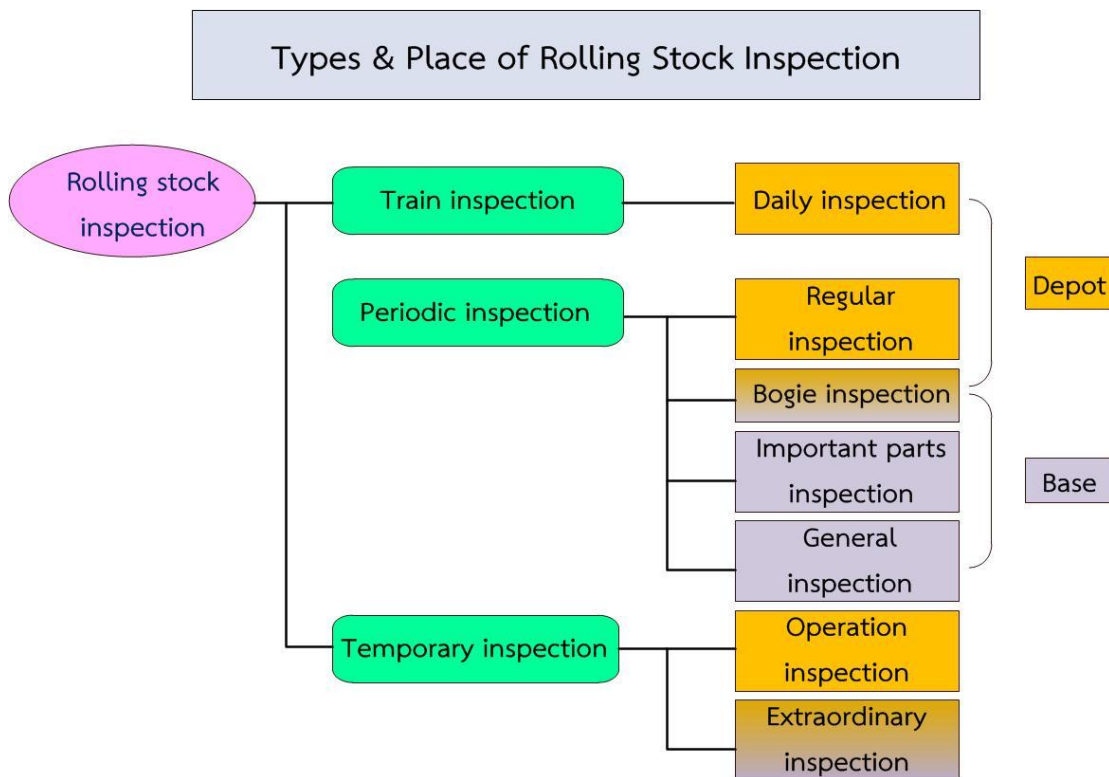 Types & Place of Rolling Stock Inspection
Rolling stock
inspection
Train inspection
Daily inspection
Depot
Periodic inspection
Regular
inspection
Bogie inspection
Important parts
inspection
Base
General
inspection
Temporary inspection
Operation
inspection
Extraordinary
inspection